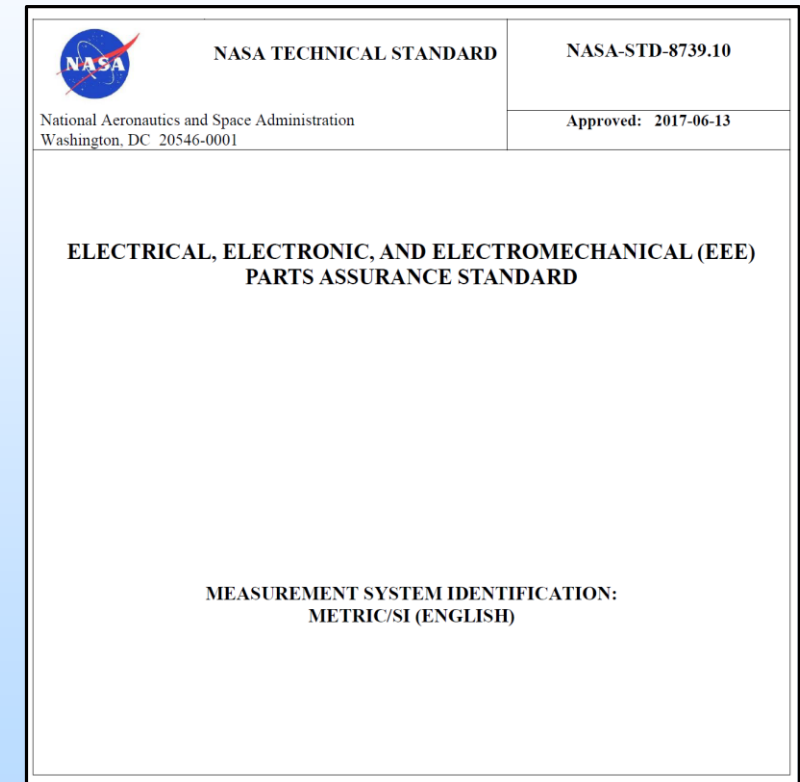 NASA
NASA TECHNICAL STANDARD
NASA-STD-8739.10
National Aeronautics and Space Administration
Washington, DC 20546-0001
Approved: 2017-06-13
ELECTRICAL, ELECTRONIC, AND ELECTROMECHANICAL (EEE)
PARTS ASSURANCE STANDARD
MEASUREMENT SYSTEM IDENTIFICATION:
METRIC/SI (ENGLISH)